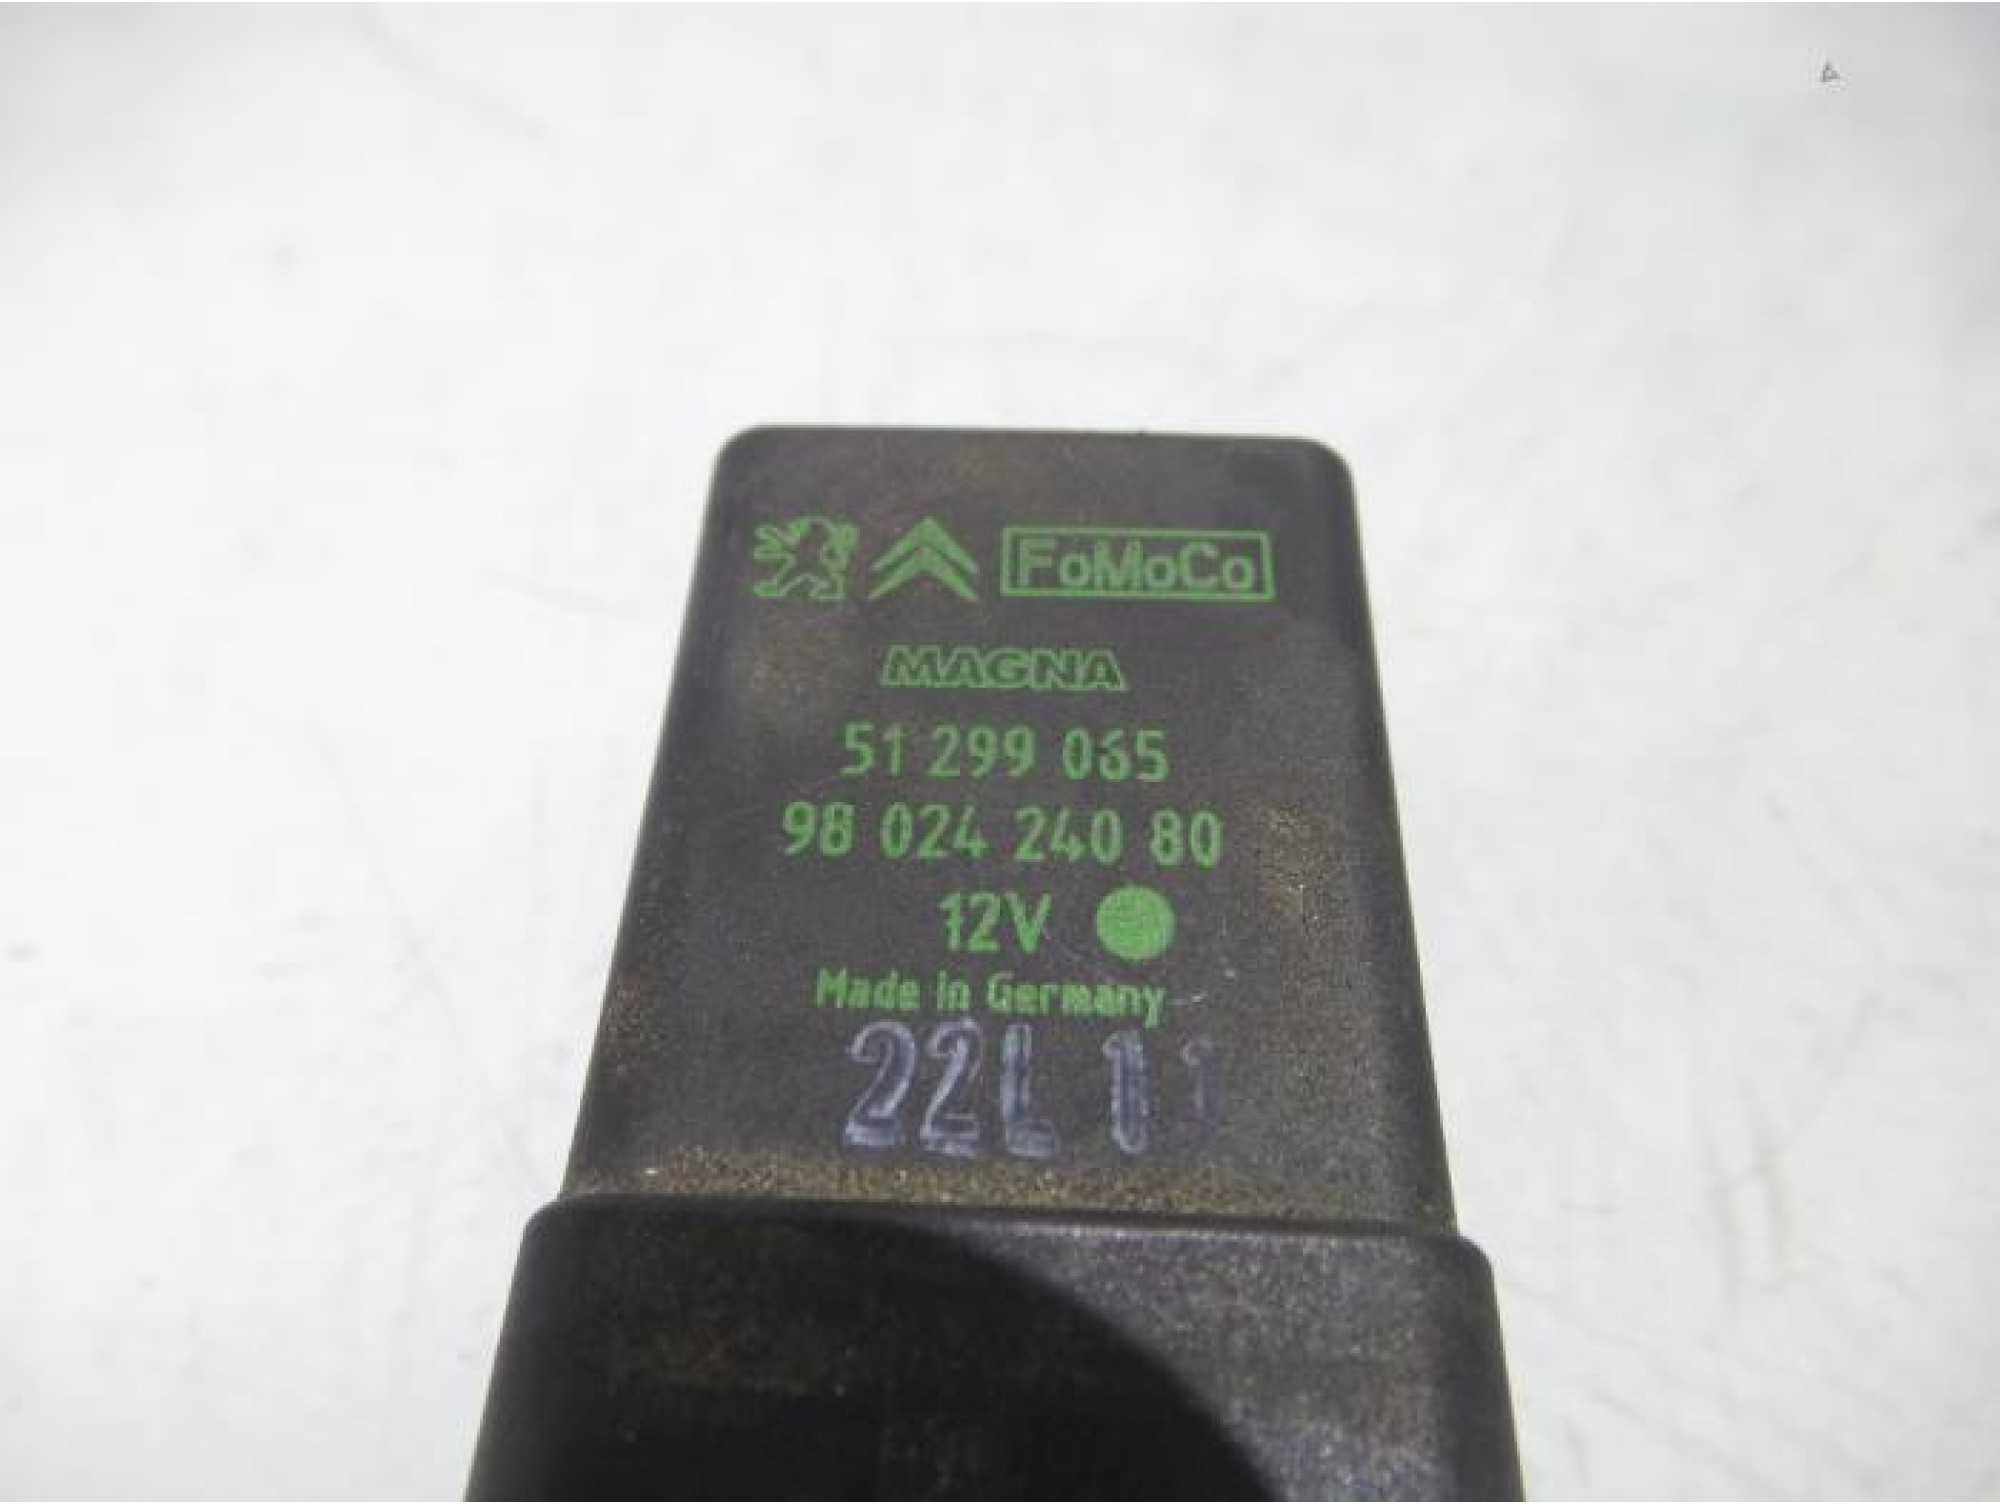 FoMoCo
MAGNA
51 299 065
98 024 240 80
12V
Made in Germany
22L 11